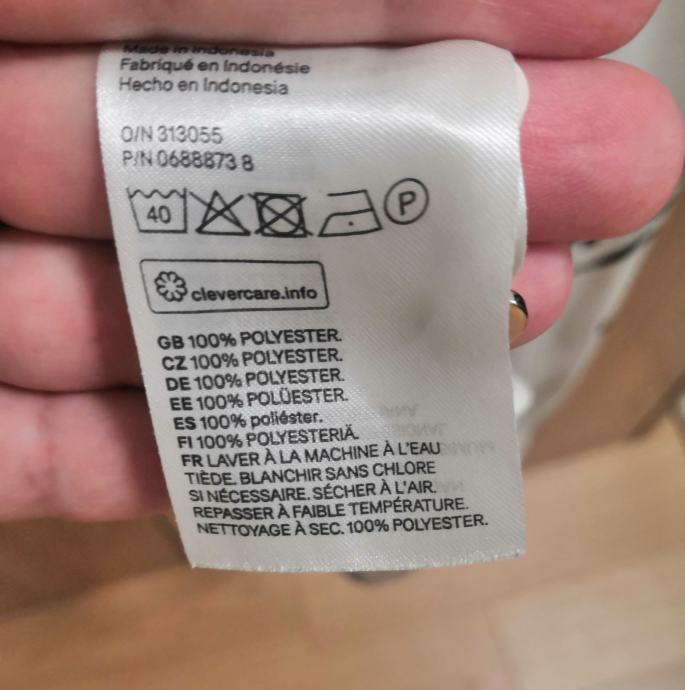 Made in Indonesia
Fabriqué en Indonésie
Hecho en Indonesia
O/N 313055
P/N 0688873 8
40
P
clevercare.info
GB 100% POLYESTER.
CZ 100% POLYESTER.
DE 100% POLYESTER.
EE 100% POLÜESTER.
ES 100% poliéster.
FI 100% POLYESTERIÄ.
FR LAVER À LA MACHINE À L'EAU
TIÈDE. BLANCHIR SANS CHLORE
SI NÉCESSAIRE. SÉCHER À L'AIR.
REPASSER À FAIBLE TEMPÉRATURE.
NETTOYAGE À SEC. 100% POLYESTER.